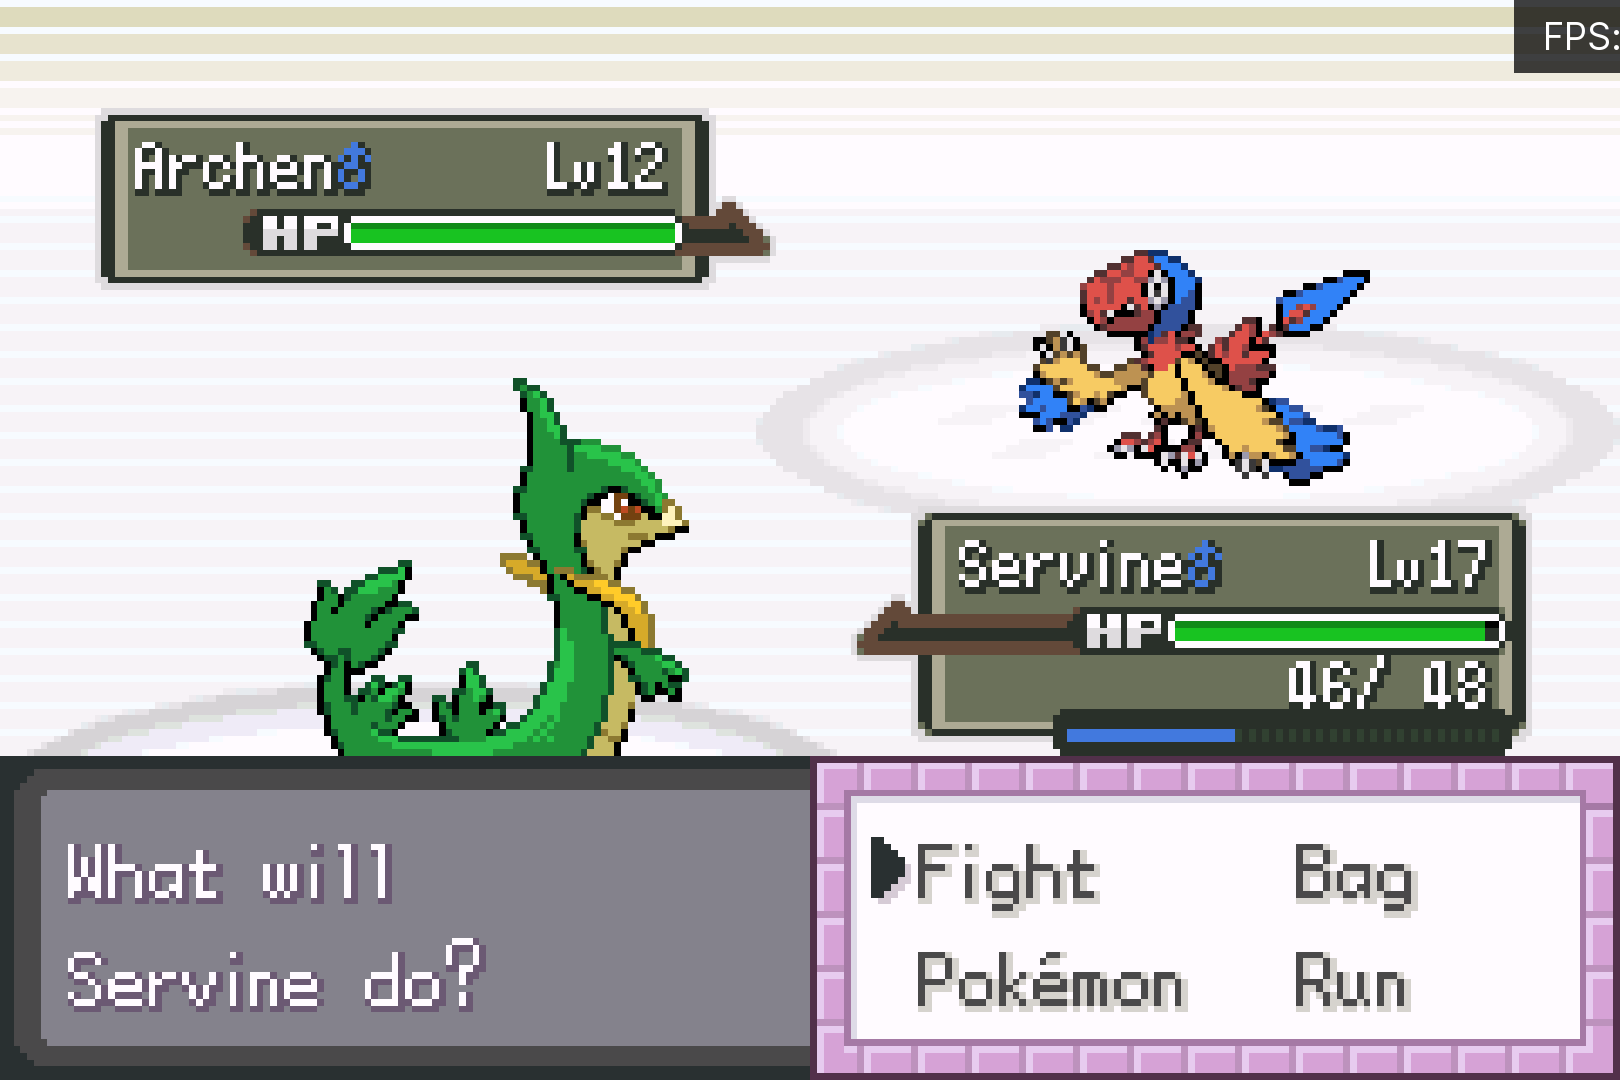 FPS:
Archen♂ Lv12
HP
Servine♂ Lv17
HP
46/ 48
What will
Servine do?
Fight Bag
Pokémon Run